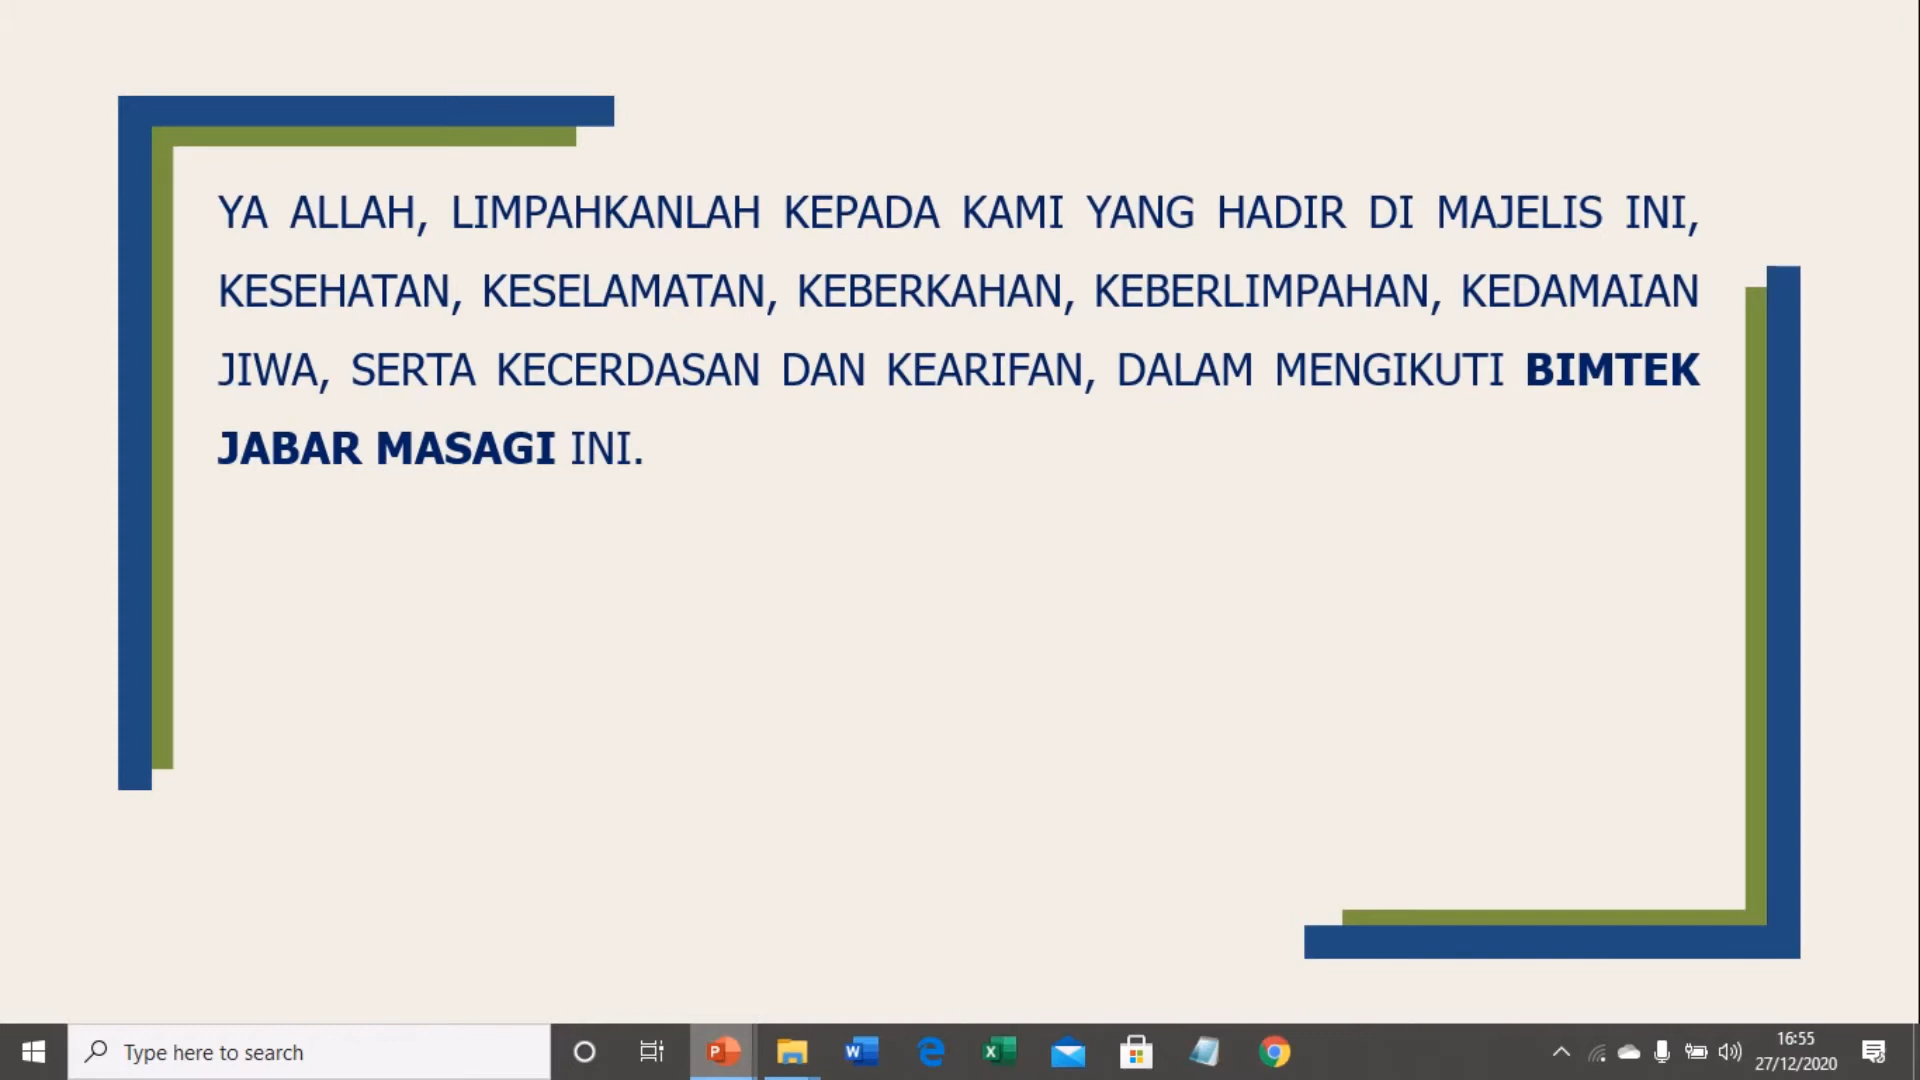 YA ALLAH, LIMPAHKANLAH KEPADA KAMI YANG HADIR DI MAJELIS INI,
KESEHATAN, KESELAMATAN, KEBERKAHAN, KEBERLIMPAHAN, KEDAMAIAN
JIWA, SERTA KECERDASAN DAN KEARIFAN, DALAM MENGIKUTI BIMTEK
JABAR MASAGI INI.
Type here to search
16:55
27/12/2020